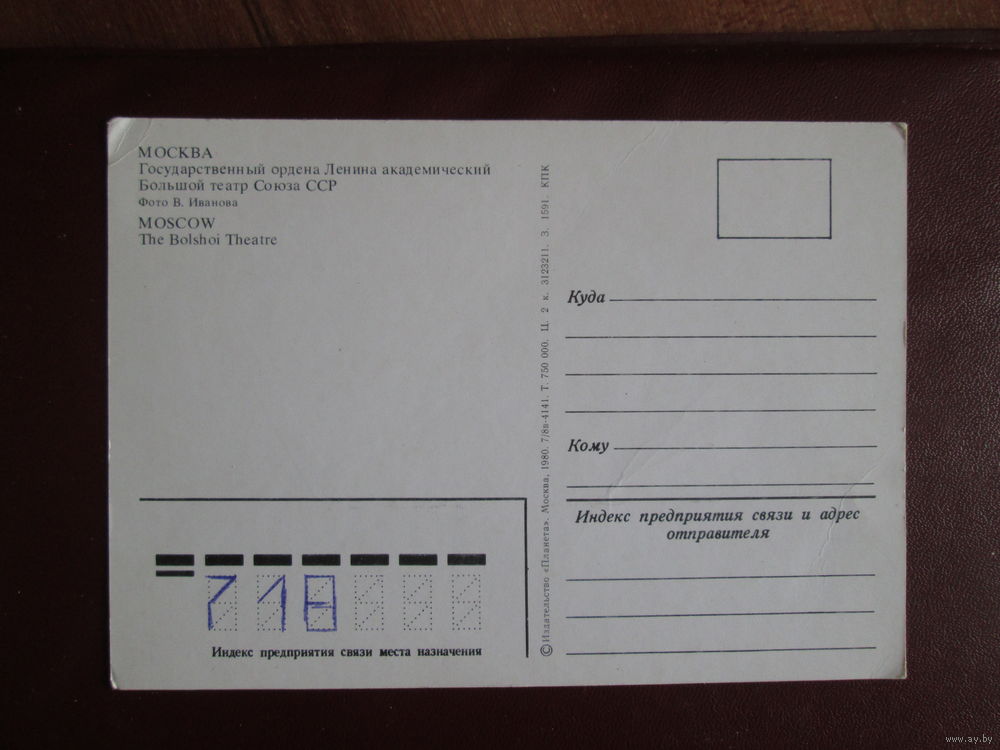 МОСКВА
Государственный ордена Ленина академический
Большой театр Союза ССР
Фото В. Иванова
MOSCOW
The Bolshoi Theatre
© Издательство «Планета». Москва, 1980. 7/8в-4141. Т. 750 000. Ц. 2 к. 3123211. З. 1591. КПК
Куда
Кому
Индекс предприятия связи и адрес
отправителя
718
Индекс предприятия связи места назначения
www.ay.by